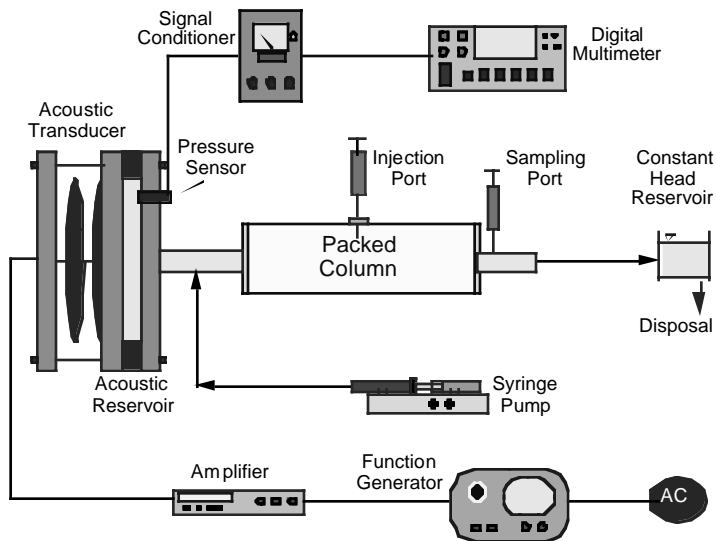 Signal
Conditioner
Digital
Multimeter
Acoustic
Transducer
Pressure
Sensor
Injection
Port
Sampling
Port
Constant
Head
Reservoir
Packed
Column
Disposal
Acoustic
Reservoir
Syringe
Pump
Amplifier
Function
Generator
AC